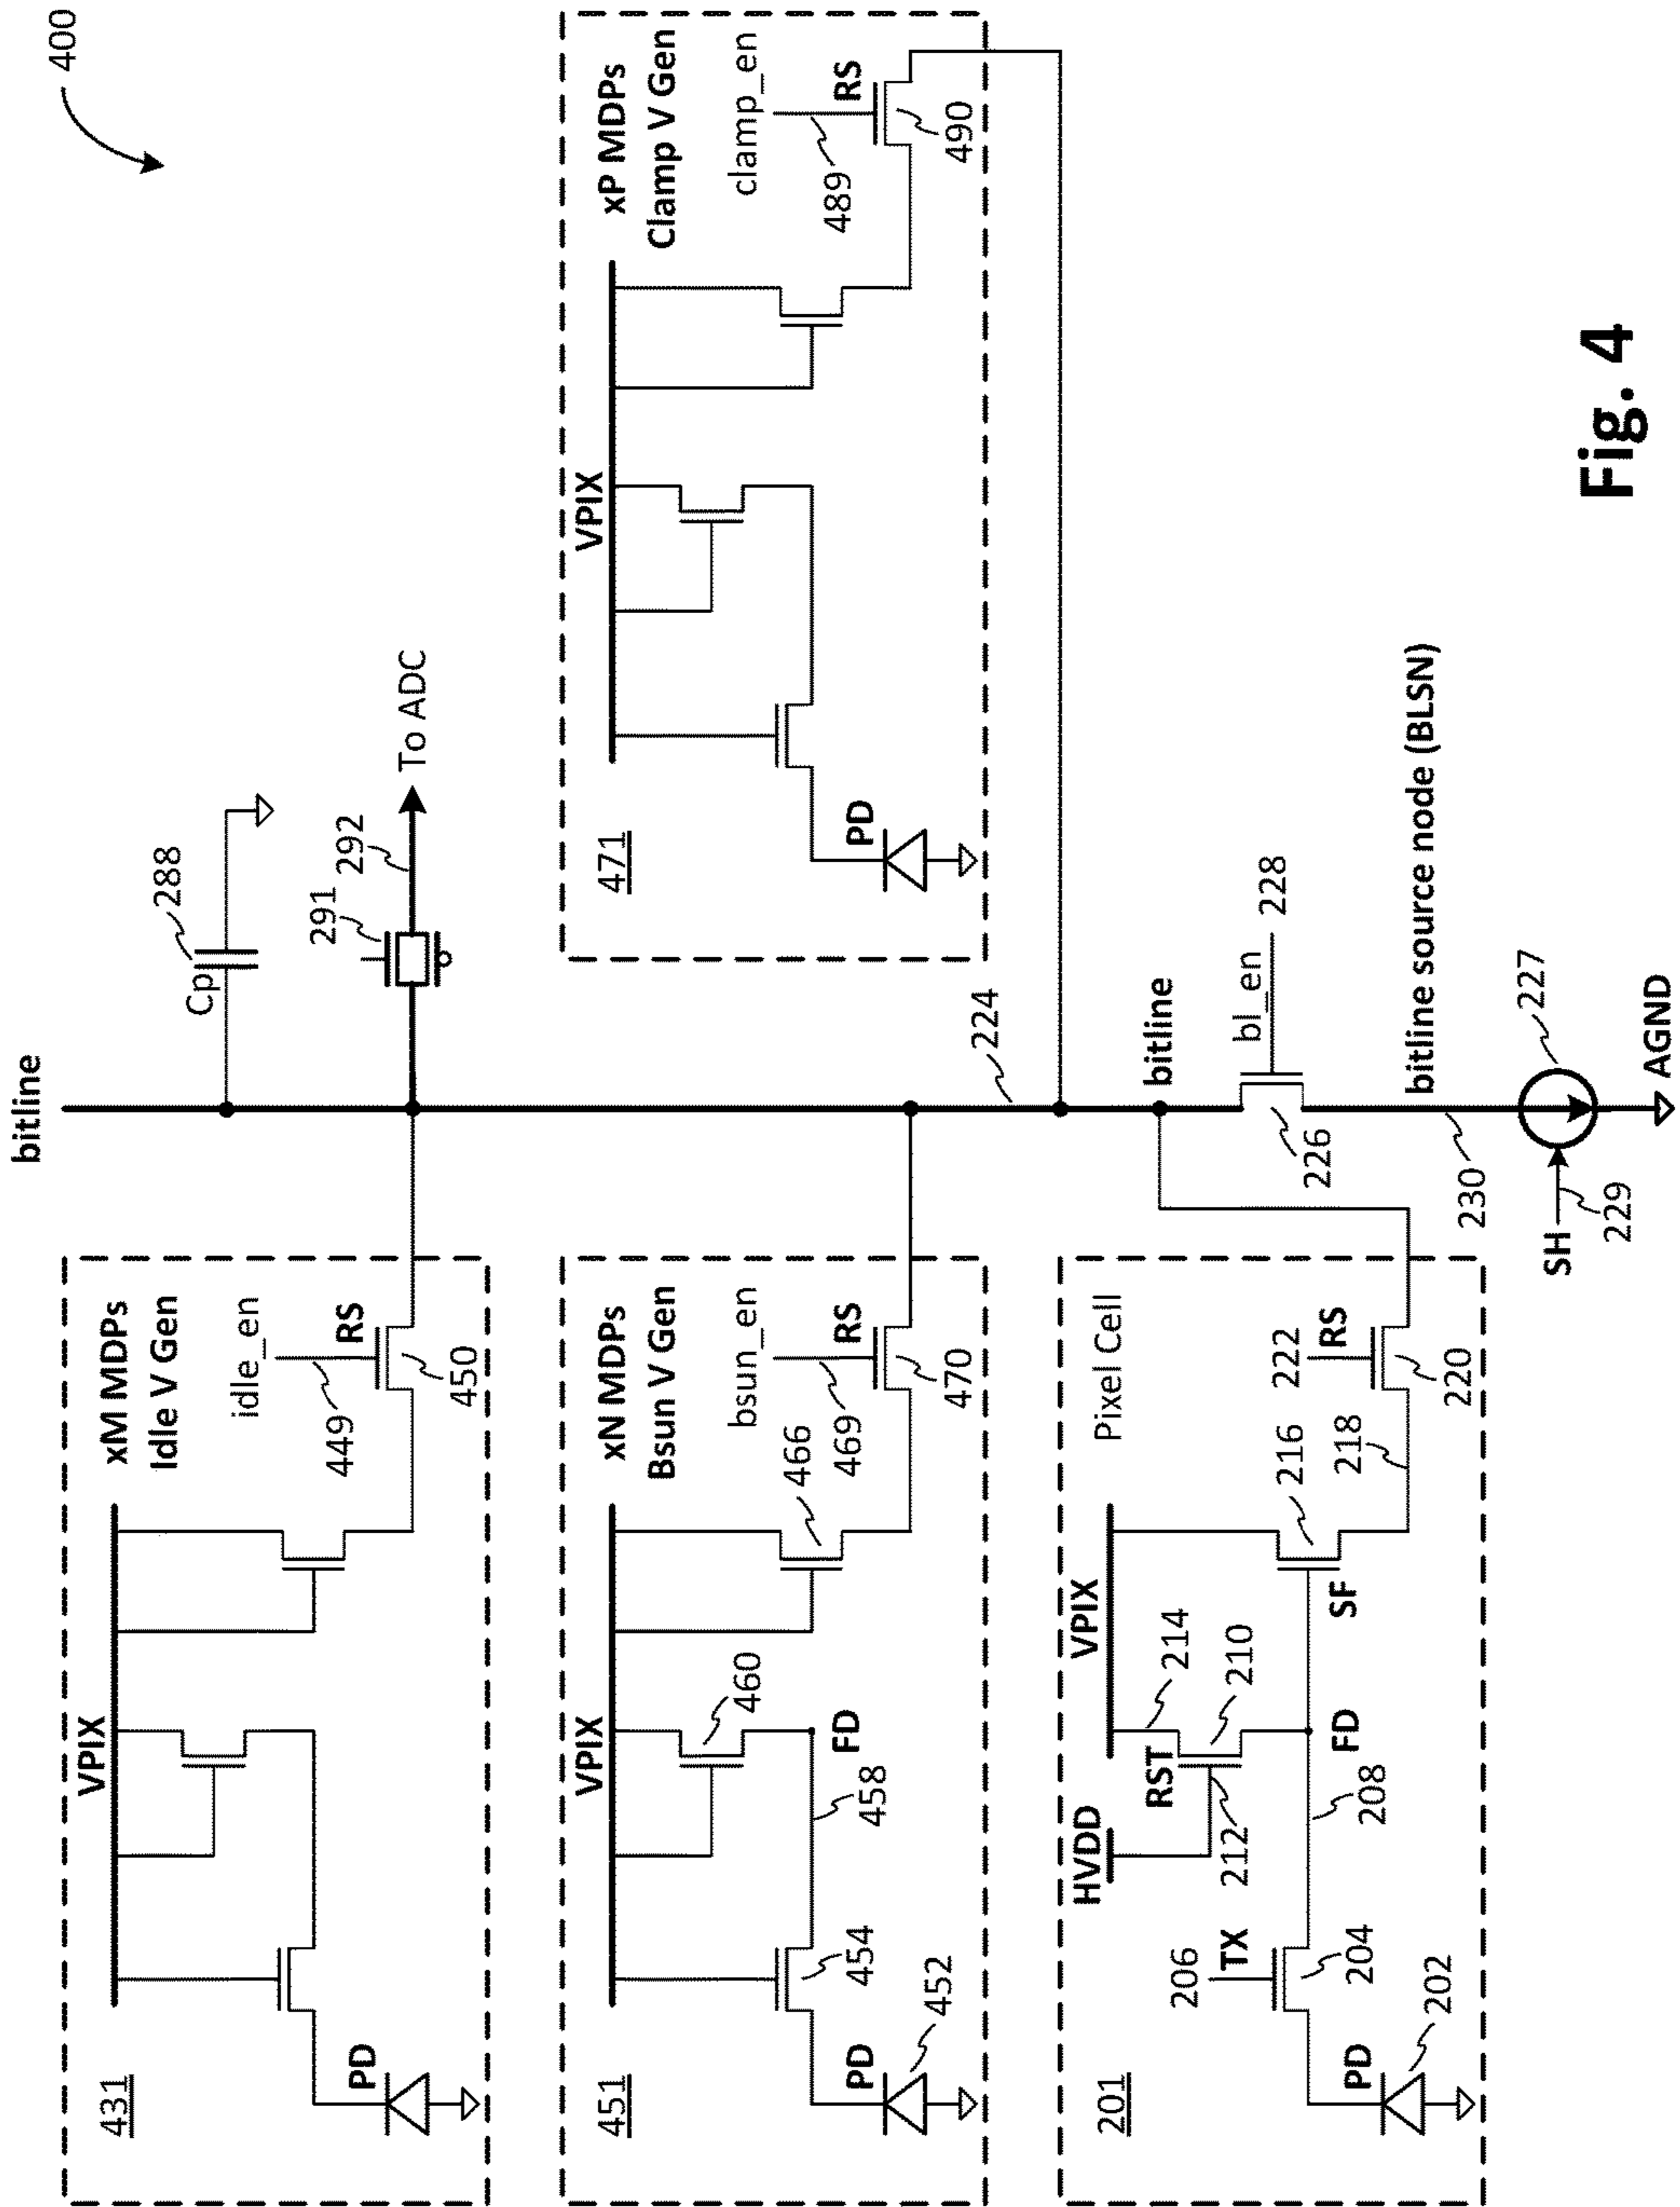 400
bitline
Cp
288
291
292
To ADC
xM MDPs
Idle V Gen
VPIX
idle_en
449
RS
450
431
PD
xN MDPs
Bsun V Gen
VPIX
bsun_en
460
466
469
RS
470
FD
458
454
452
451
PD
xP MDPs
Clamp V Gen
VPIX
clamp_en
489
RS
490
471
PD
224
bitline
Pixel Cell
HVDD
VPIX
RST
214
212
210
216
SF
FD
208
218
222
RS
220
206
TX
204
202
201
PD
bl_en
228
226
230
bitline source node (BLSN)
SH
229
227
AGND
Fig. 4